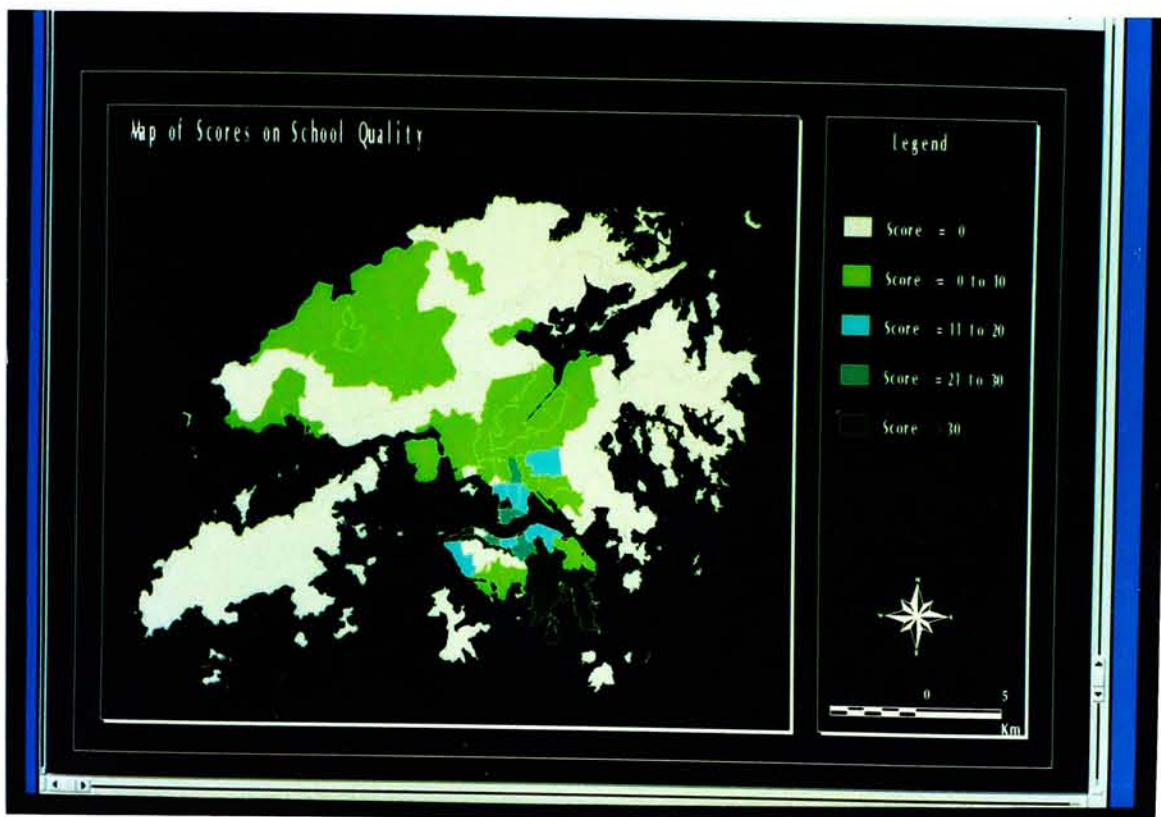 Map of Scores on School Quality
Legend
Score = 0
Score = 0 to 10
Score = 11 to 20
Score = 21 to 30
Score 30
N
0 5
Km